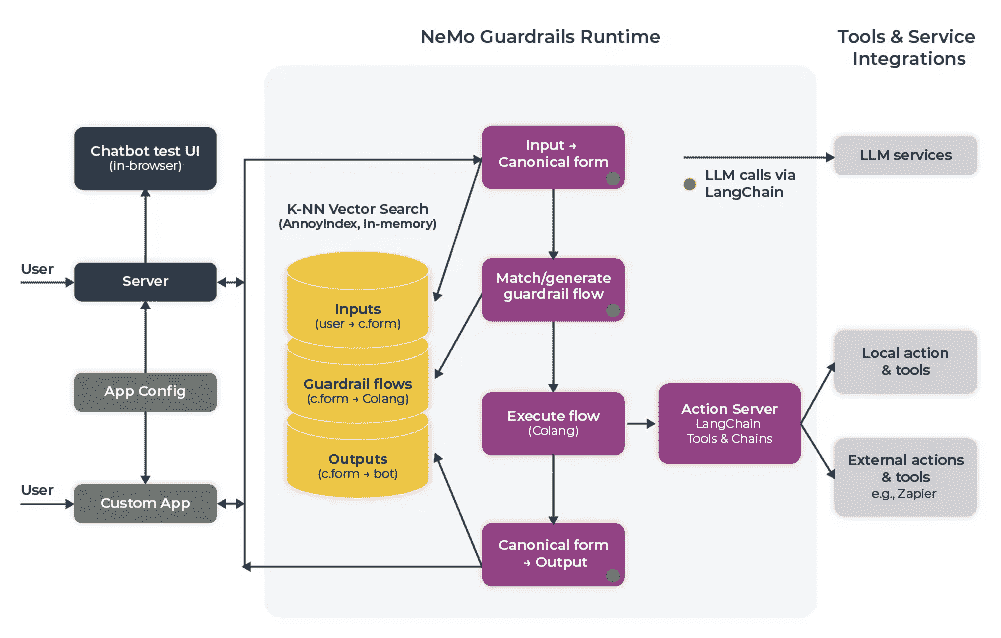 NeMo Guardrails Runtime
Tools & Service
Integrations
Chatbot test UI
(in-browser)
User
Server
App Config
User
Custom App
K-NN Vector Search
(AnnoyIndex, in-memory)
Inputs
(user → c.form)
Guardrail flows
(c.form → Colang)
Outputs
(c.form → bot)
Input →
Canonical form
Match/generate
guardrail flow
Execute flow
(Colang)
Canonical form
→ Output
LLM calls via
LangChain
Action Server
LangChain
Tools & Chains
LLM services
Local action
& tools
External actions
& tools
e.g., Zapier